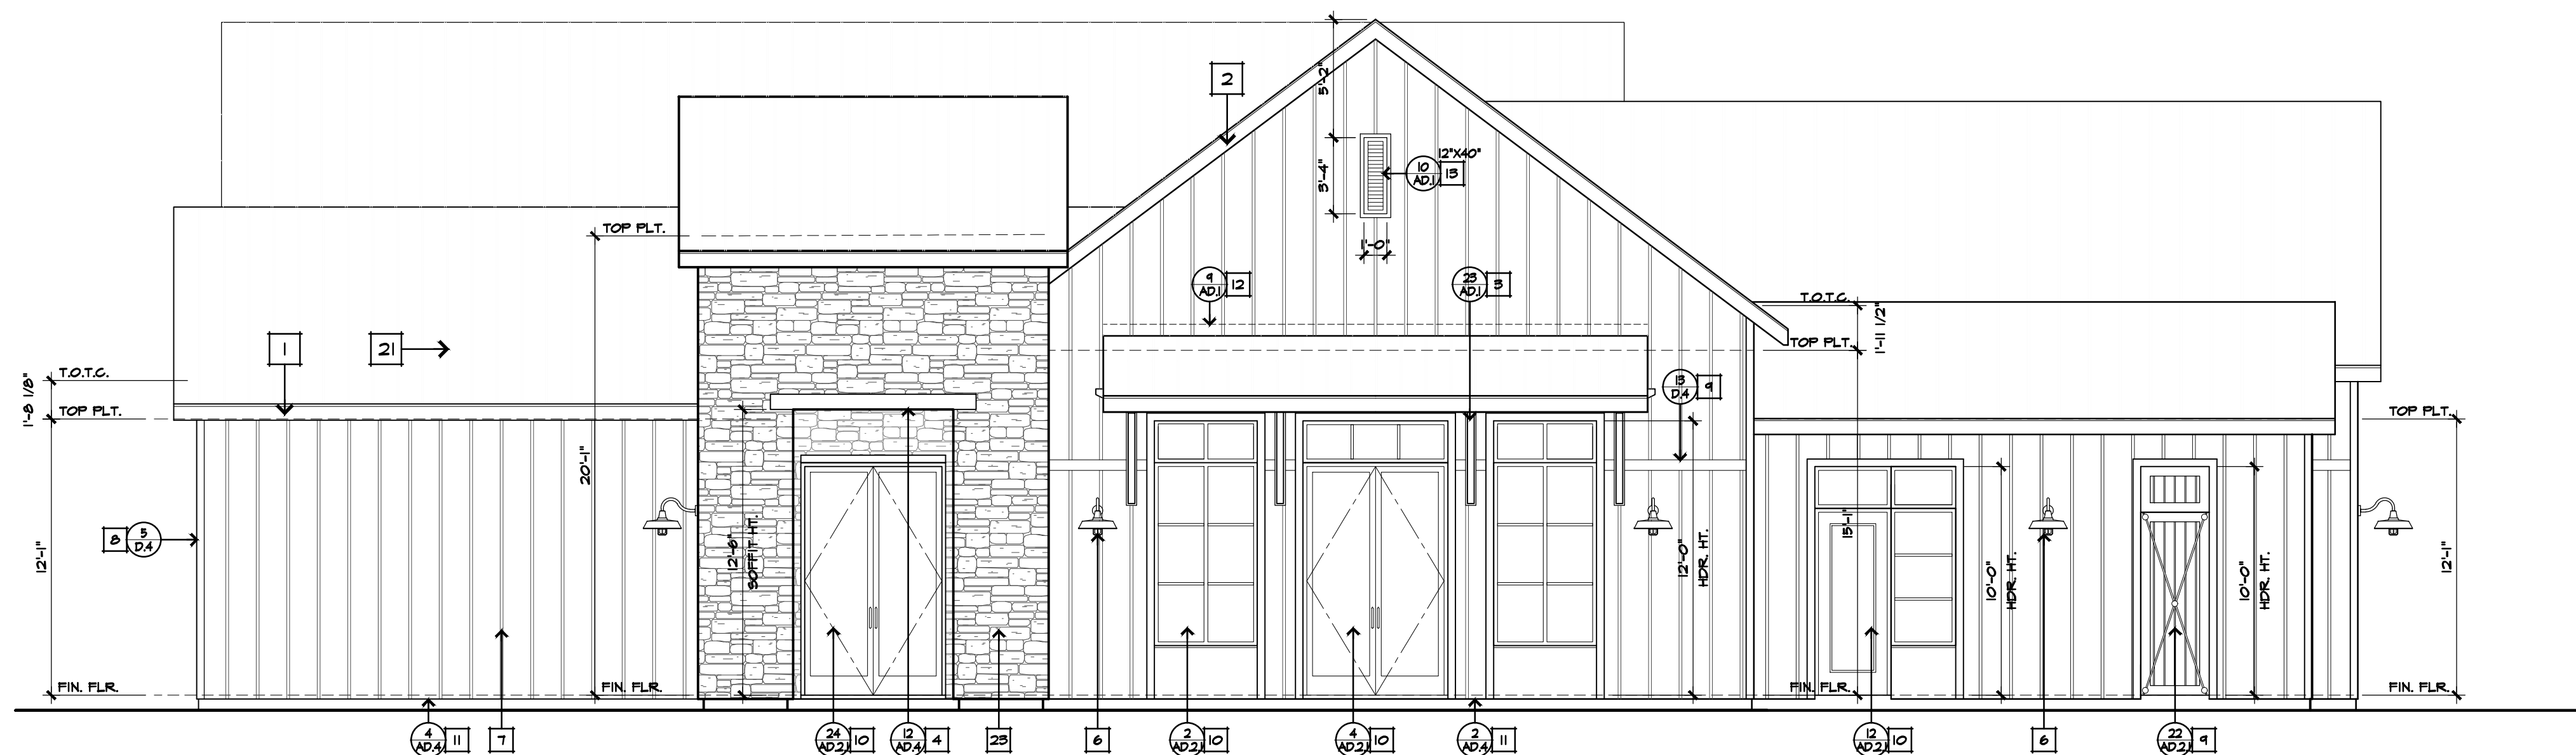 5'-2"
2
3'-4"
12"X40"
10
AD.1
13
1'-0"
TOP PLT.
9
AD.1
12
23
AD.1
3
T.O.T.C.
1'-11 1/2"
TOP PLT.
1
21
T.O.T.C.
1'-8 1/8"
TOP PLT.
13
D.4
9
TOP PLT.
20'-1"
8
5
D.4
12'-1"
12'-6"
SOFFIT HT.
12'-0"
HDR. HT.
15'-1"
10'-0"
HDR. HT.
10'-0"
HDR. HT.
12'-1"
FIN. FLR.
FIN. FLR.
FIN. FLR.
FIN. FLR.
4
AD.4
11
7
24
AD.2.1
10
12
AD.4
4
23
6
2
AD.2.1
10
4
AD.2.1
10
2
AD.4
11
12
AD.2.1
10
6
22
AD.2.1
9